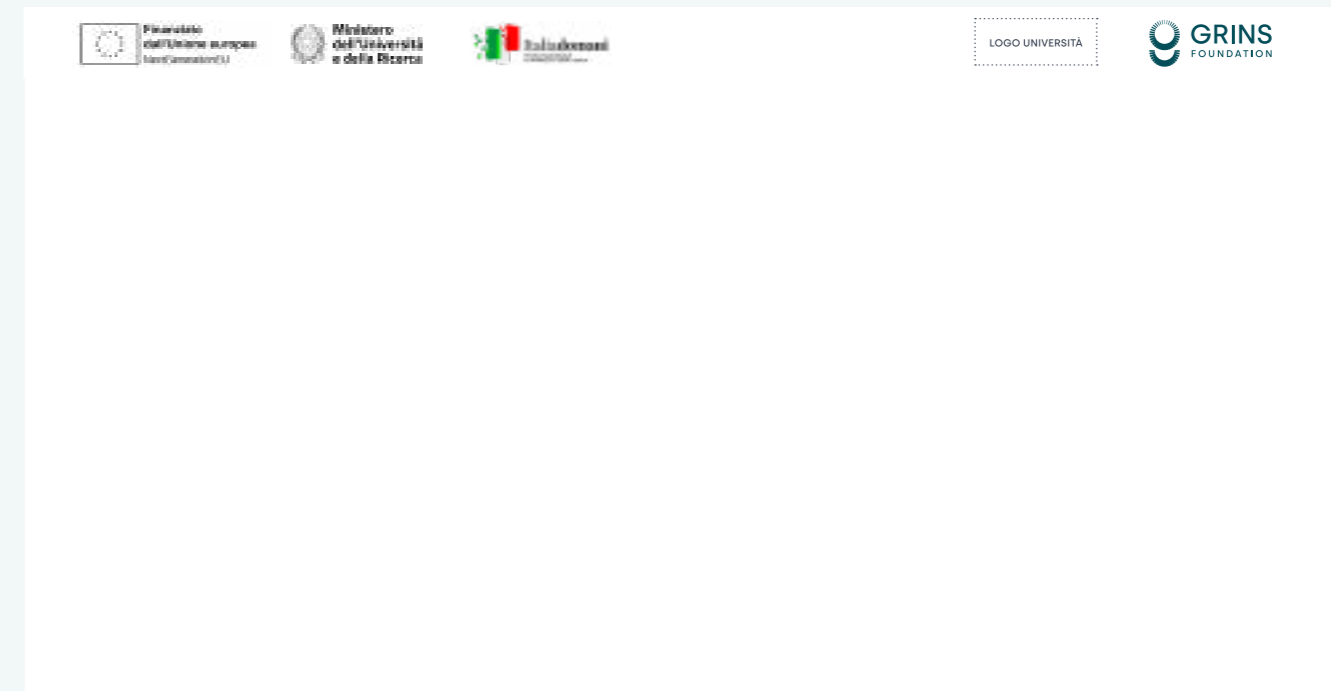 Finanziato
dall'Unione europea
NextGenerationEU
Ministero
dell'Università
e della Ricerca
Italiadomani
LOGO UNIVERSITÀ
GRINS
FOUNDATION